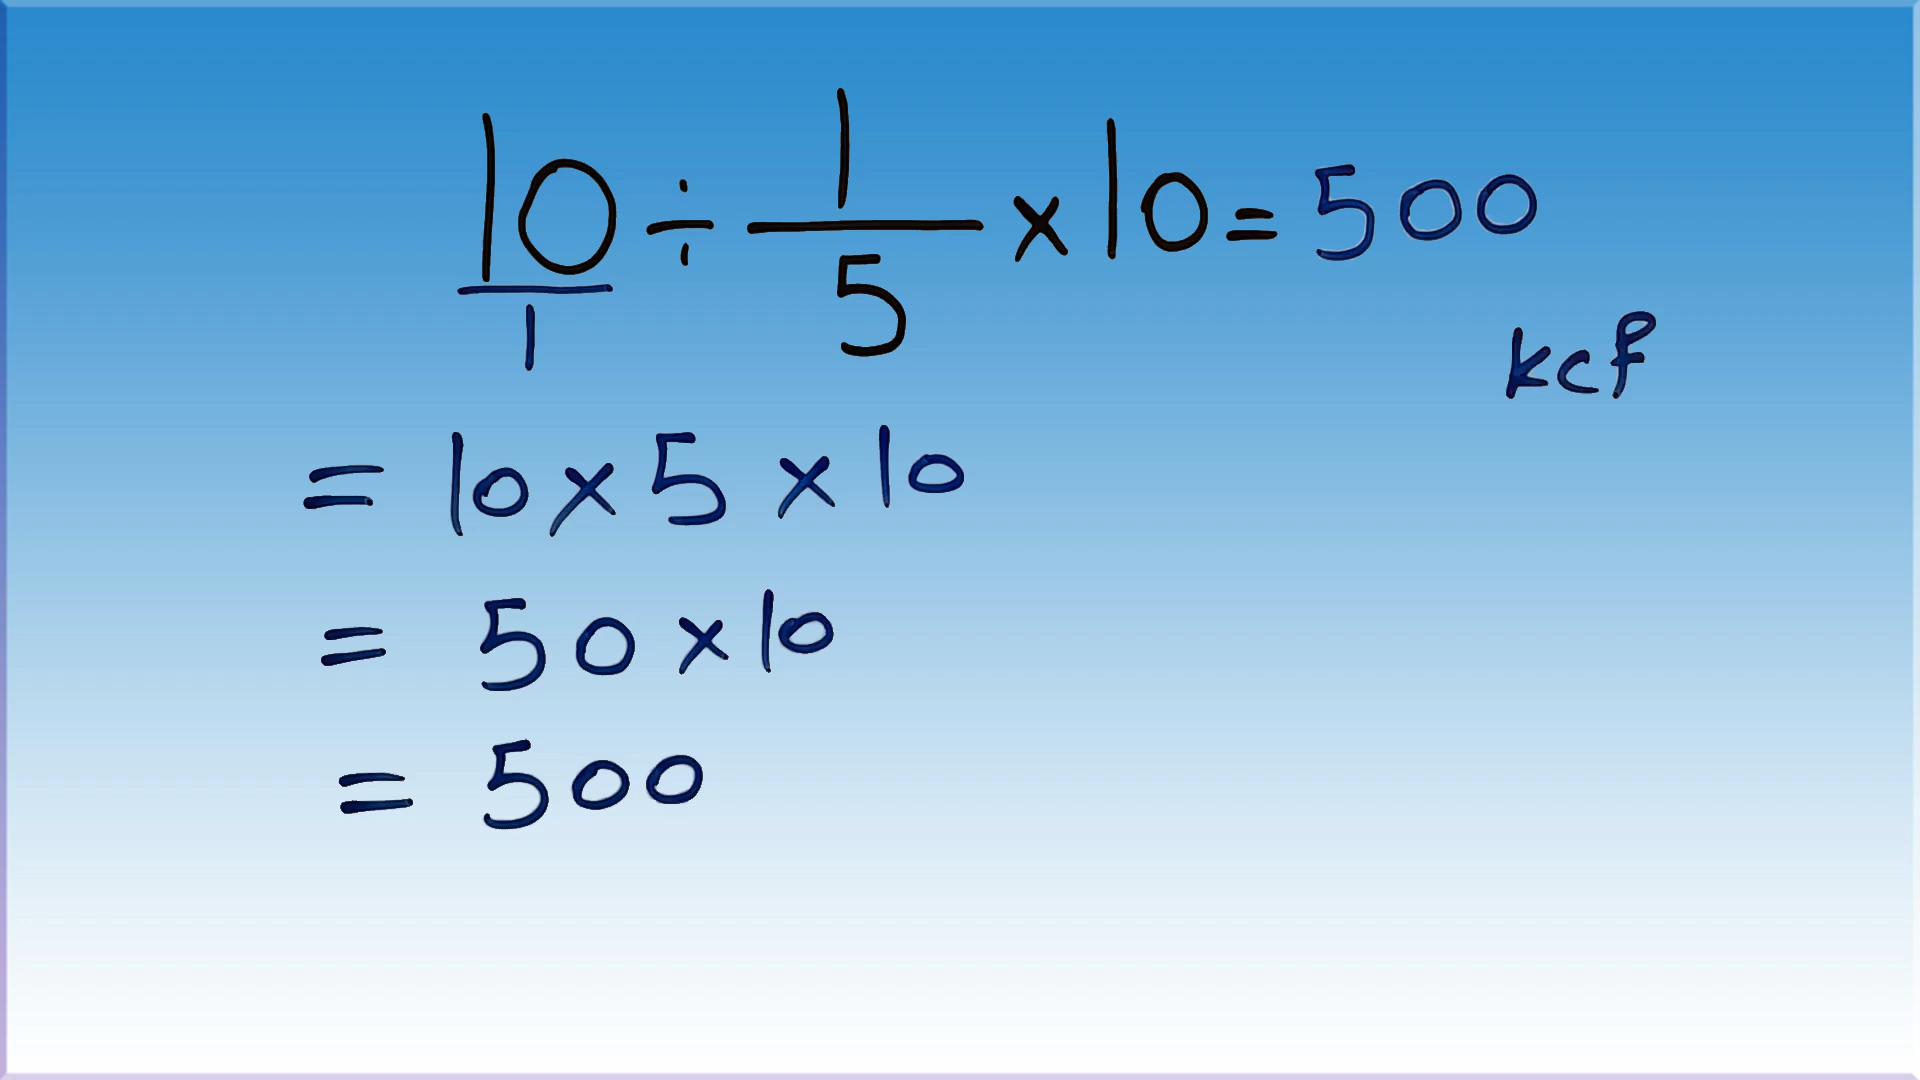 10/1 ÷ 1/5 × 10 = 500
kcf
= 10 × 5 × 10
= 50 × 10
= 500